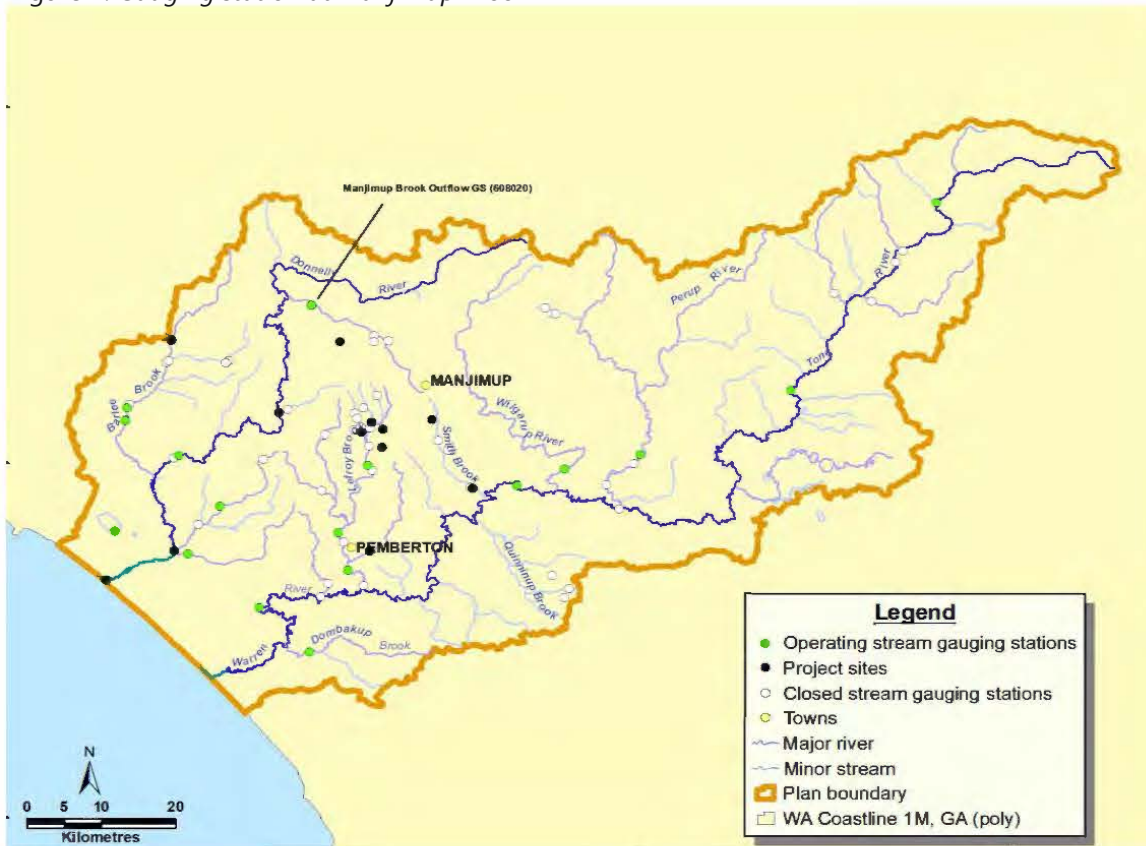 Manjimup Brook Outflow GS (608020)
Donnelly
River
Perup River
River
Tone
Barlee Brook
MANJIMUP
Wilgarup River
Lefroy Brook
Smith Brook
PEMBERTON
Quinnimup Brook
River
Warren
Dombakup
Brook
N
0 5 10 20
Kilometres
Legend
Operating stream gauging stations
Project sites
Closed stream gauging stations
Towns
Major river
Minor stream
Plan boundary
WA Coastline 1M, GA (poly)